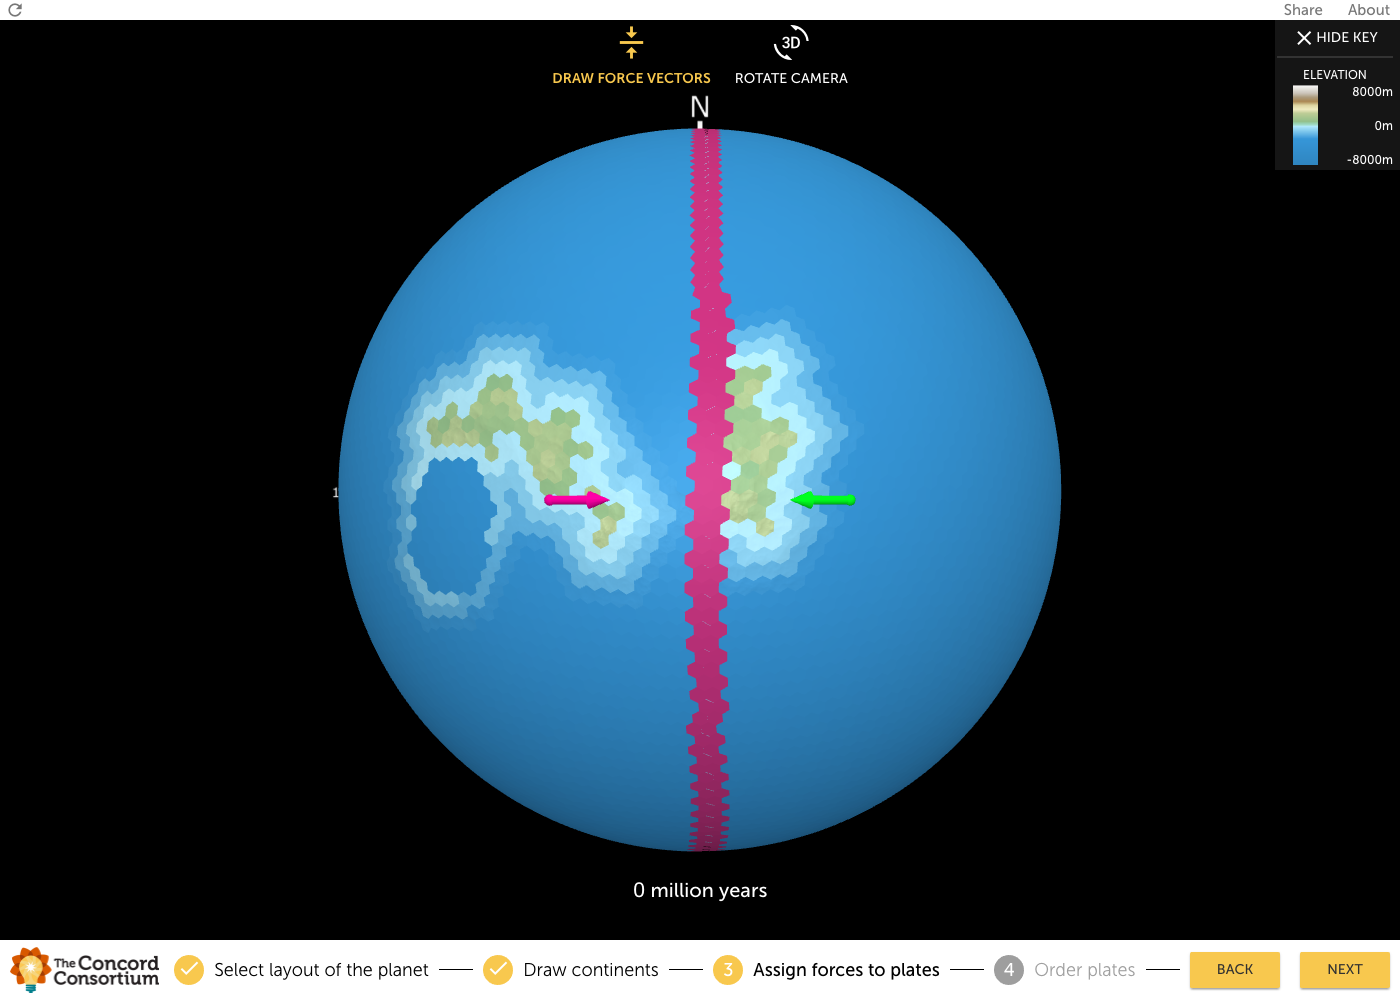 Share About
DRAW FORCE VECTORS
3D
ROTATE CAMERA
HIDE KEY
ELEVATION
8000m
0m
-8000m
N
1
0 million years
The Concord
Consortium
Select layout of the planet
Draw continents
3 Assign forces to plates
4 Order plates
BACK
NEXT